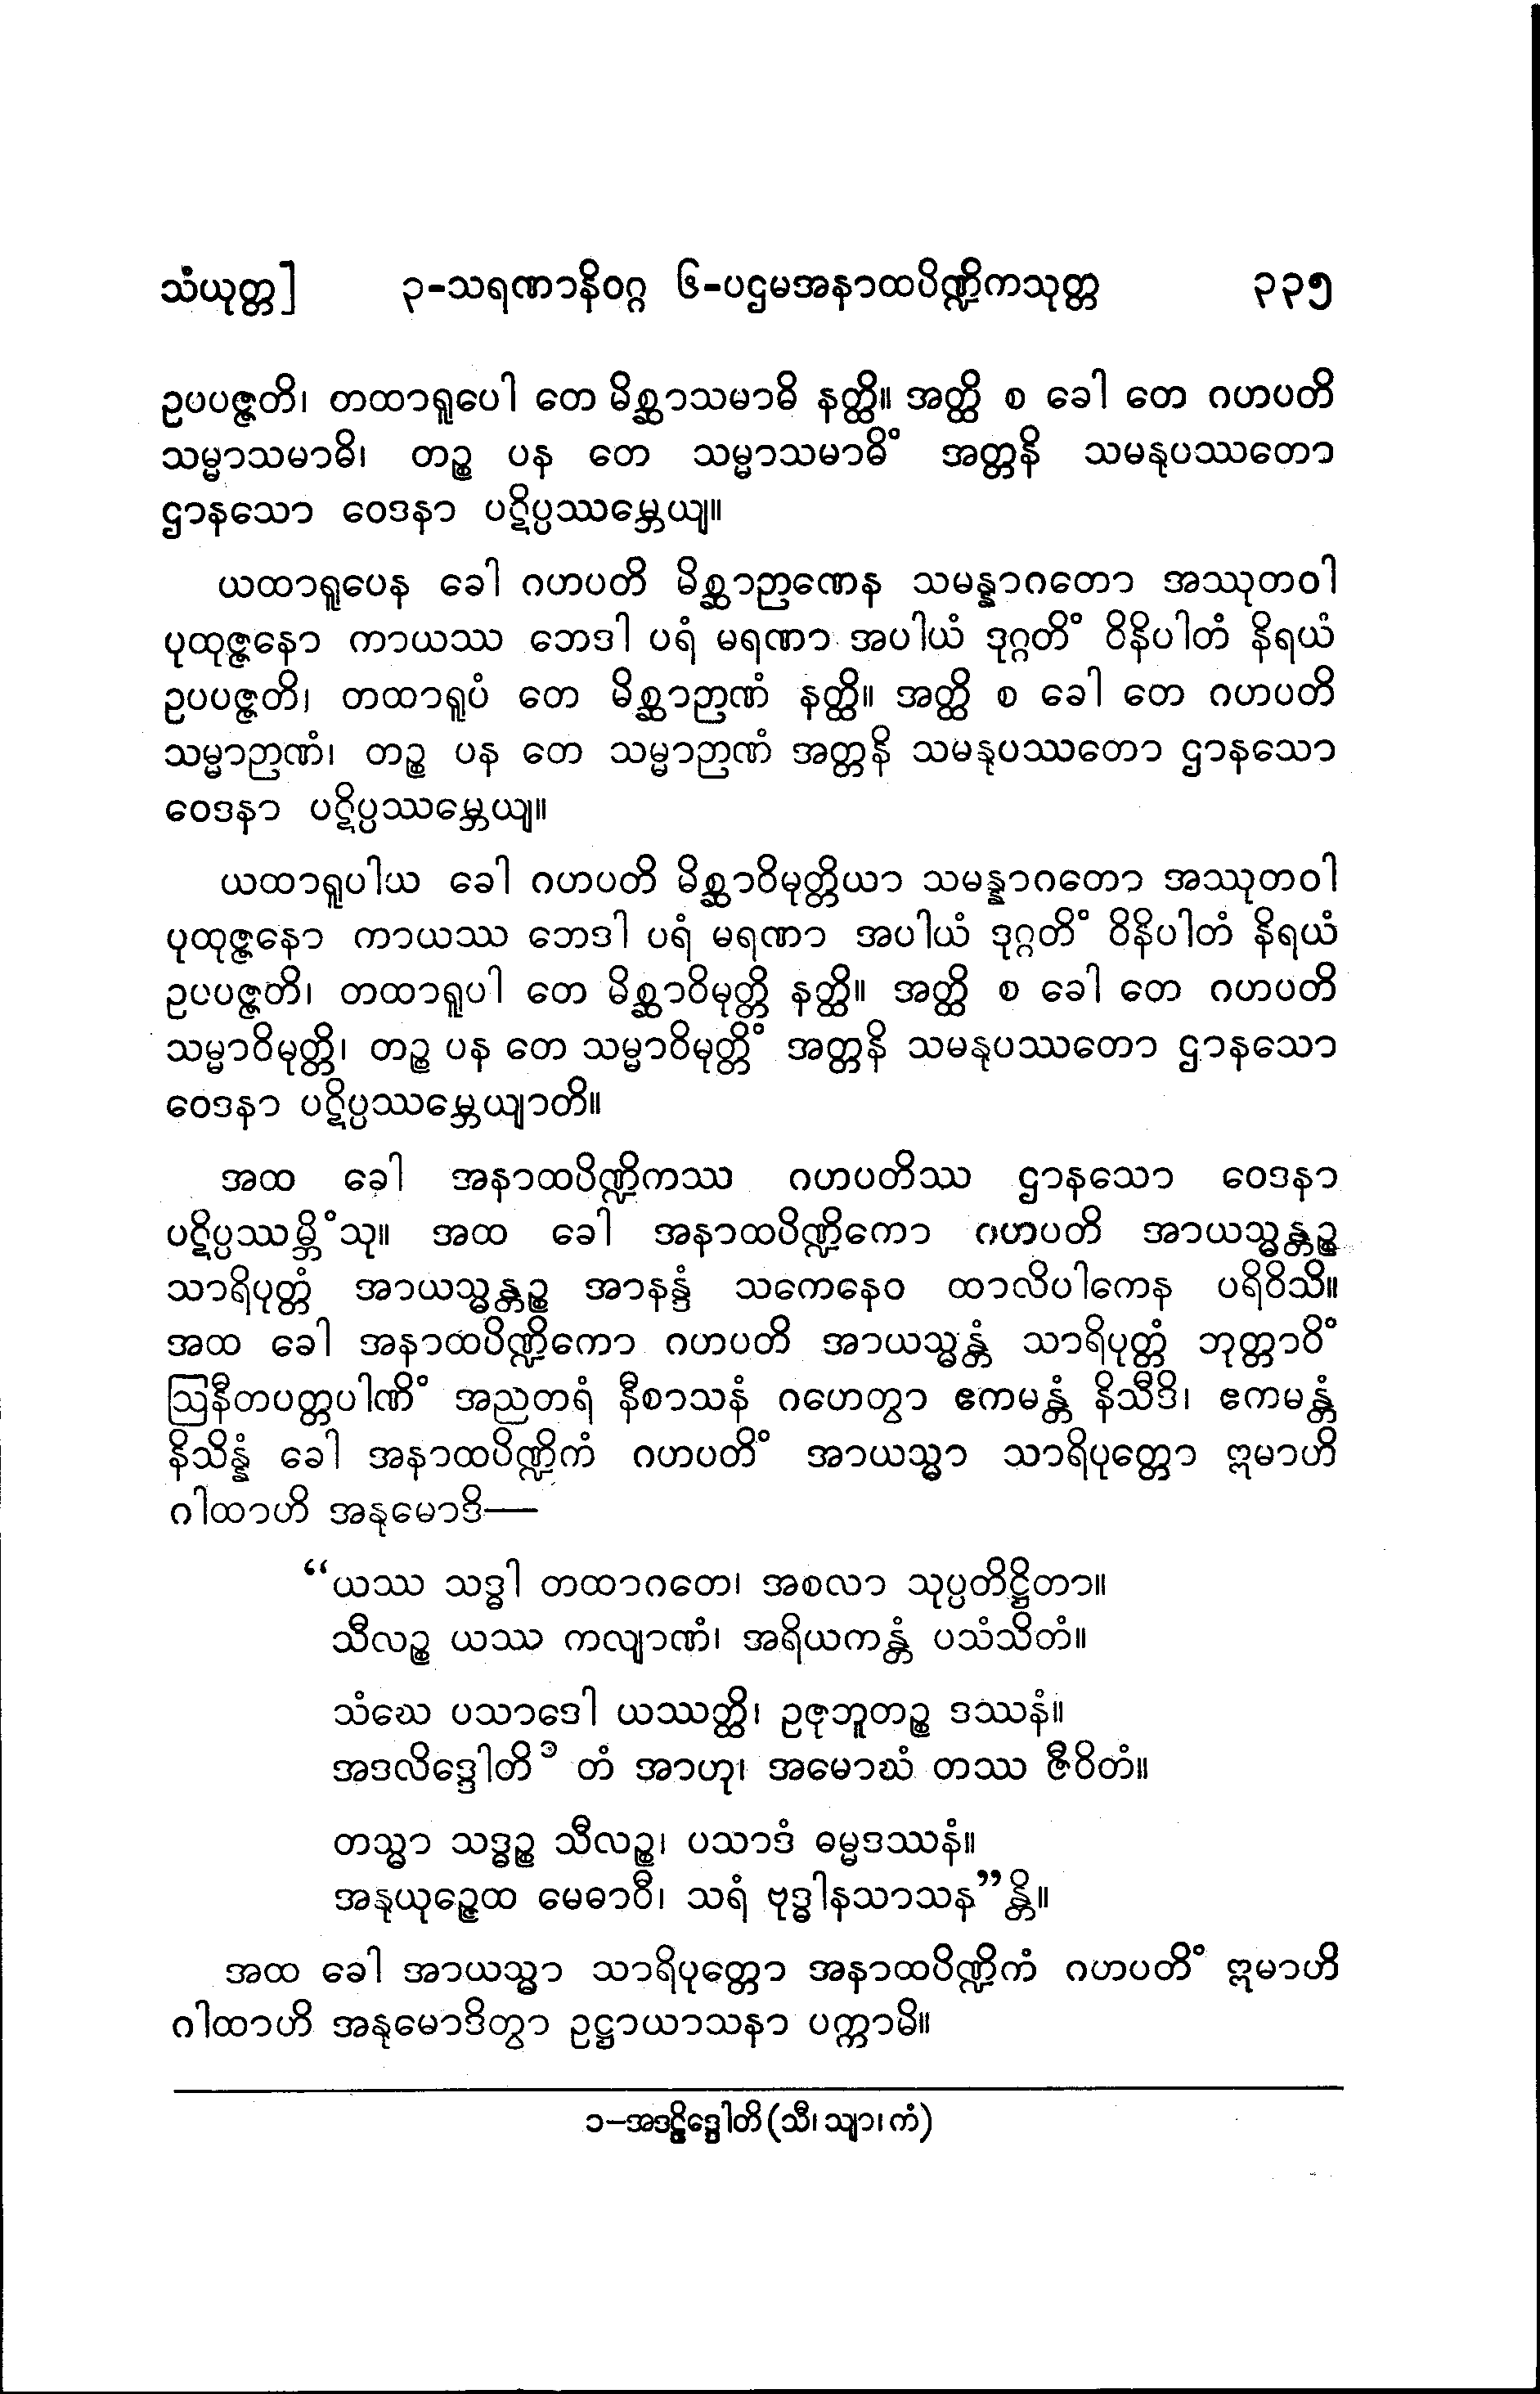 သံယုတ္တ] ၃-သရဏာနိဝဂ္ဂ ၆-ပဌမအနာထပိဏ္ဍိကသုတ္တ ၃၃၅
ဥပပဇ္ဇတိ၊ တထာရူပေါ တေ မိစ္ဆာသမာဓိ နတ္ထိ။ အတ္ထိ စ ခေါ တေ ဂဟပတိ
သမ္မာသမာဓိ၊ တဉ္စ ပန တေ သမ္မာသမာဓိံ အတ္တနိ သမနုပဿတော
ဌာနသော ဝေဒနာ ပဋိပ္ပဿမ္ဘေယျ။
ယထာရူပေန ခေါ ဂဟပတိ မိစ္ဆာဉာဏေန သမန္နာဂတော အဿုတဝါ
ပုထုဇ္ဇနော ကာယဿ ဘေဒါ ပရံ မရဏာ အပါယံ ဒုဂ္ဂတိံ ဝိနိပါတံ နိရယံ
ဥပပဇ္ဇတိ၊ တထာရူပံ တေ မိစ္ဆာဉာဏံ နတ္ထိ။ အတ္ထိ စ ခေါ တေ ဂဟပတိ
သမ္မာဉာဏံ၊ တဉ္စ ပန တေ သမ္မာဉာဏံ အတ္တနိ သမနုပဿတော ဌာနသော
ဝေဒနာ ပဋိပ္ပဿမ္ဘေယျ။
ယထာရူပါယ ခေါ ဂဟပတိ မိစ္ဆာဝိမုတ္တိယာ သမန္နာဂတော အဿုတဝါ
ပုထုဇ္ဇနော ကာယဿ ဘေဒါ ပရံ မရဏာ အပါယံ ဒုဂ္ဂတိံ ဝိနိပါတံ နိရယံ
ဥပပဇ္ဇတိ၊ တထာရူပါ တေ မိစ္ဆာဝိမုတ္တိ နတ္ထိ။ အတ္ထိ စ ခေါ တေ ဂဟပတိ
သမ္မာဝိမုတ္တိ၊ တဉ္စ ပန တေ သမ္မာဝိမုတ္တိံ အတ္တနိ သမနုပဿတော ဌာနသော
ဝေဒနာ ပဋိပ္ပဿမ္ဘေယျာတိ။
အထ ခေါ အနာထပိဏ္ဍိကဿ ဂဟပတိဿ ဌာနသော ဝေဒနာ
ပဋိပ္ပဿမ္ဘိံသု။ အထ ခေါ အနာထပိဏ္ဍိကော ဂဟပတိ အာယသ္မန္တဉ္စ
သာရိပုတ္တံ အာယသ္မန္တဉ္စ အာနန္ဒံ သကေနေဝ ထာလိပါကေန ပရိဝိသိ။
အထ ခေါ အနာထပိဏ္ဍိကော ဂဟပတိ အာယသ္မန္တံ သာရိပုတ္တံ ဘုတ္တာဝိံ
ဩနီတပတ္တပါဏိံ အညတရံ နီစာသနံ ဂဟေတွာ ဧကမန္တံ နိသီဒိ၊ ဧကမန္တံ
နိသိန္နံ ခေါ အနာထပိဏ္ဍိကံ ဂဟပတိံ အာယသ္မာ သာရိပုတ္တော ဣမာဟိ
ဂါထာဟိ အနုမောဒိ—
“ယဿ သဒ္ဓါ တထာဂတေ၊ အစလာ သုပ္ပတိဋ္ဌိတာ။
သီလဉ္စ ယဿ ကလျာဏံ၊ အရိယကန္တံ ပသံသိတံ။
သံဃေ ပသာဒေါ ယဿတ္ထိ၊ ဥဇုဘူတဉ္စ ဒဿနံ။
အဒလိဒ္ဒေါတိ၁ တံ အာဟု၊ အမောဃံ တဿ ဇီဝိတံ။
တသ္မာ သဒ္ဓဉ္စ သီလဉ္စ၊ ပသာဒံ ဓမ္မဒဿနံ။
အနုယုဉ္ဇေထ မေဓာဝီ၊ သရံ ဗုဒ္ဓါနသာသန”န္တိ။
အထ ခေါ အာယသ္မာ သာရိပုတ္တော အနာထပိဏ္ဍိကံ ဂဟပတိံ ဣမာဟိ
ဂါထာဟိ အနုမောဒိတွာ ဥဋ္ဌာယာသနာ ပက္ကာမိ။
၁-အဒဠိဒ္ဒေါတိ (သီ၊ သျာ၊ ကံ)